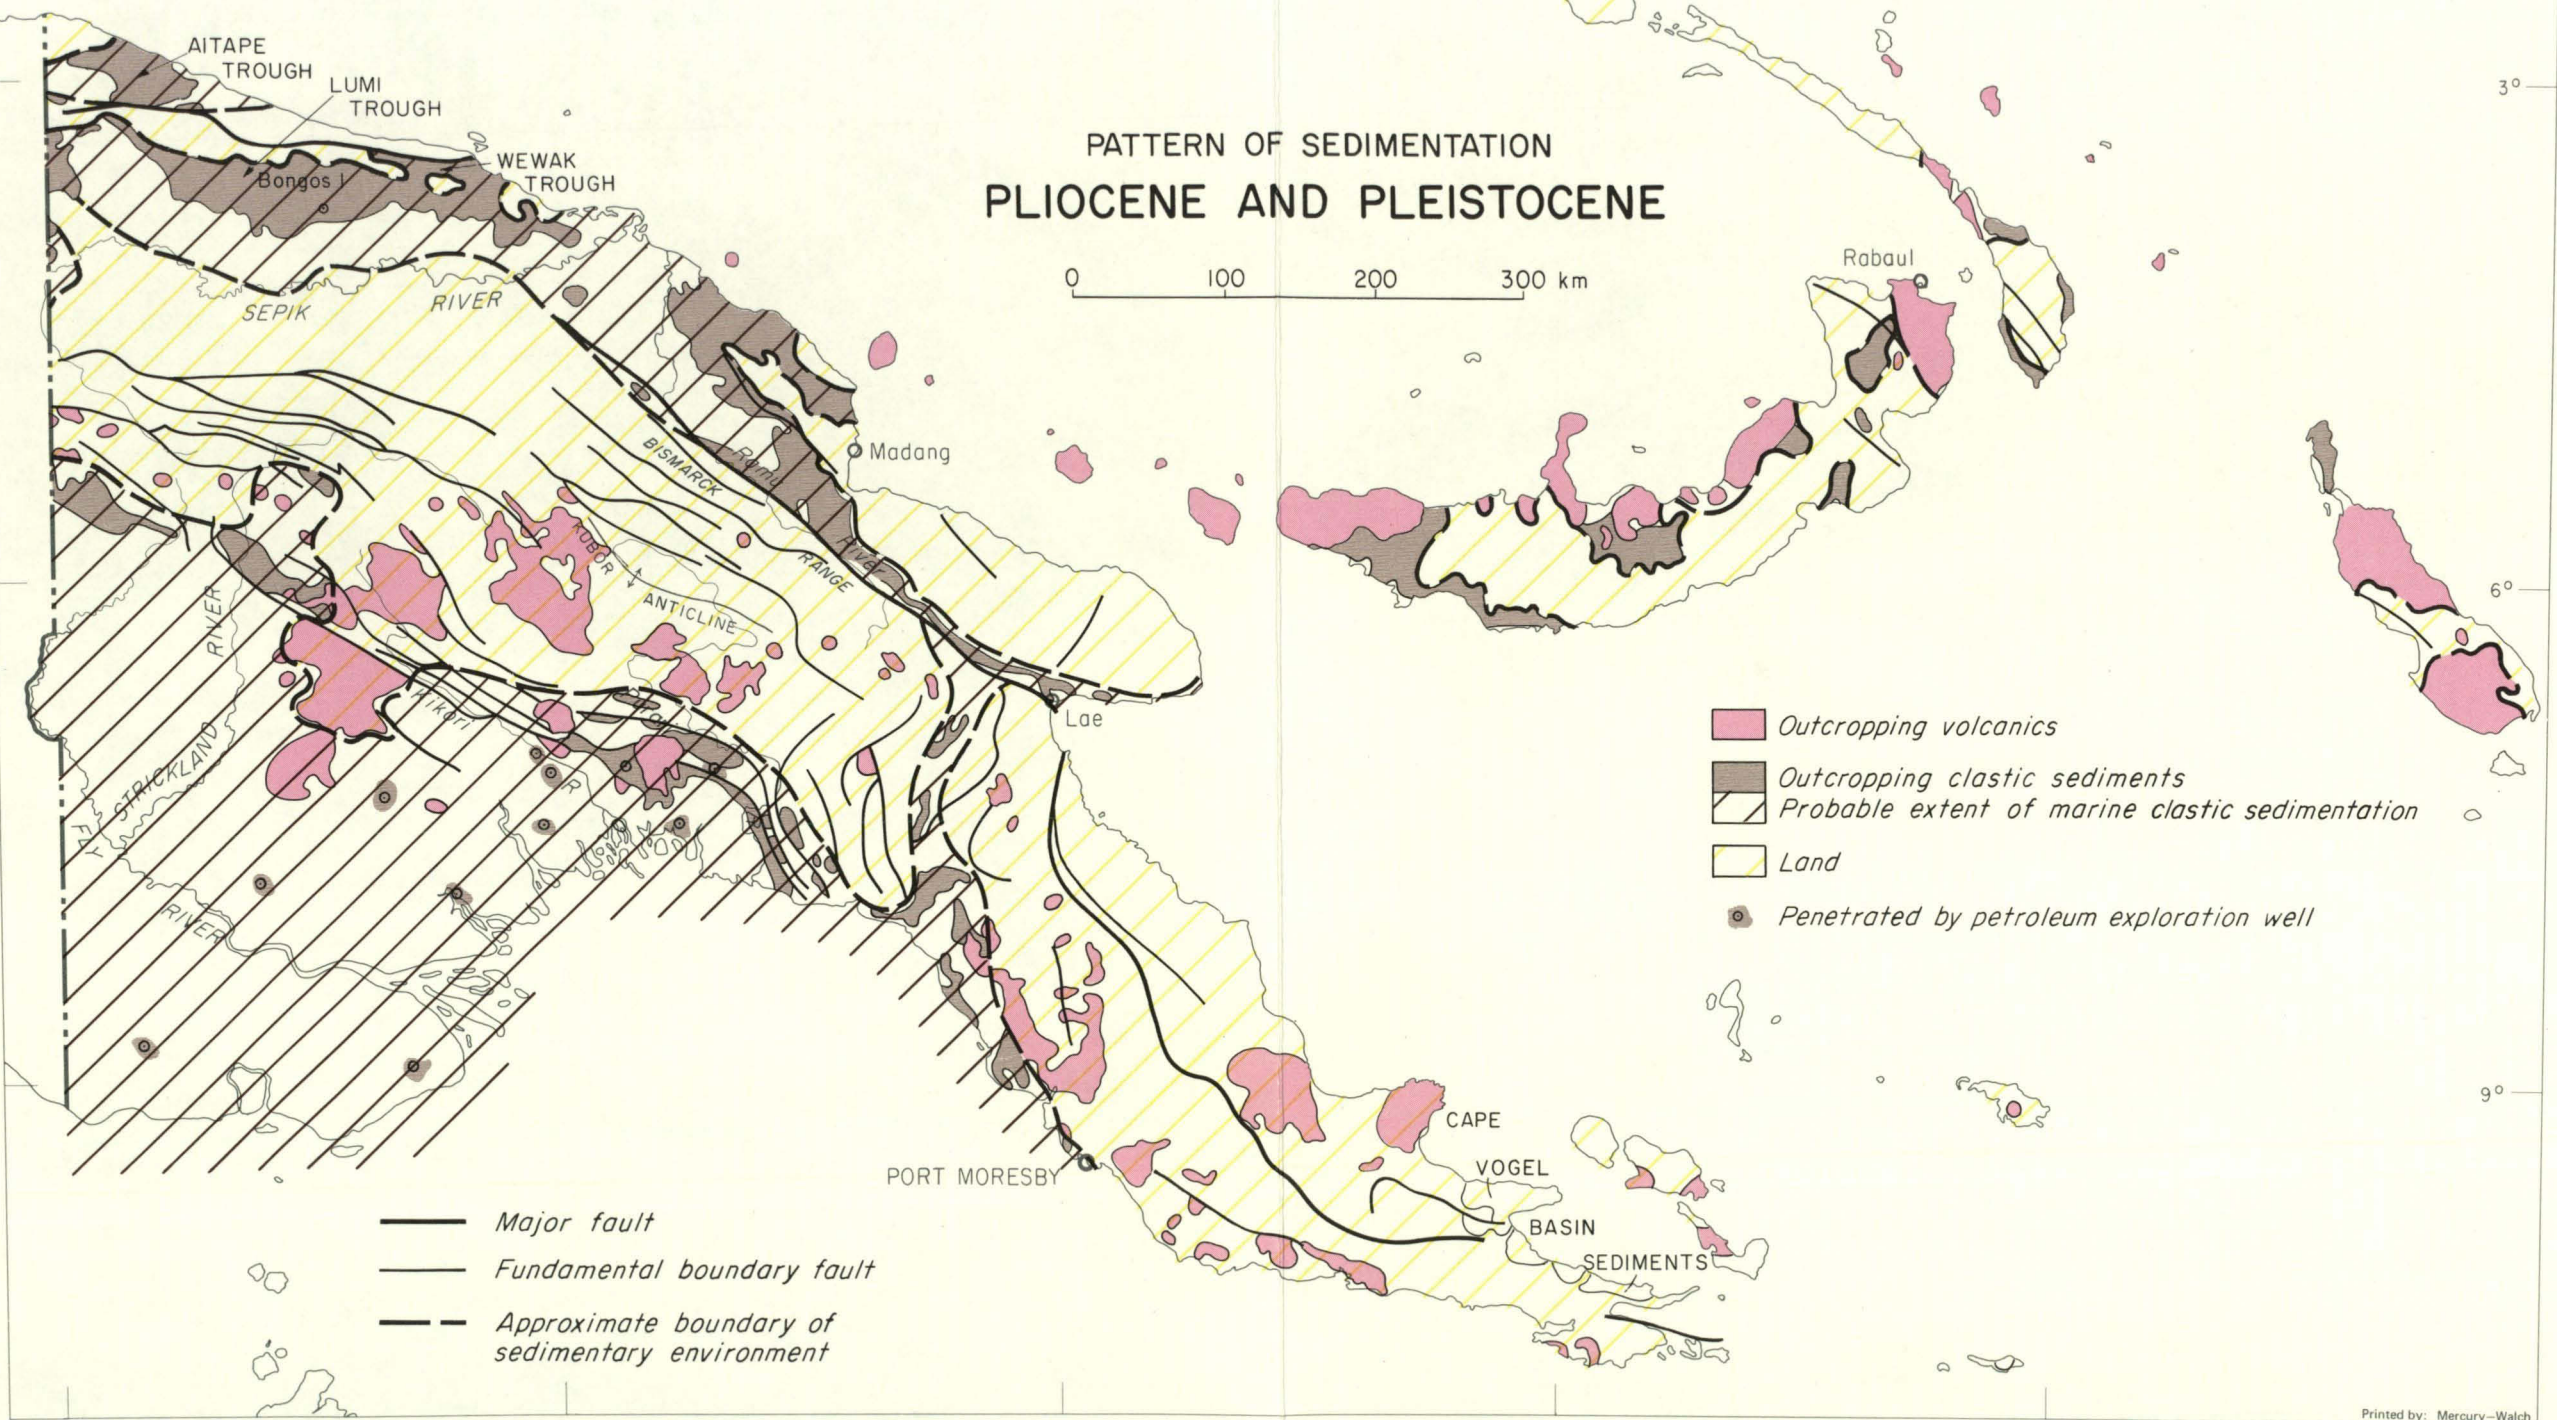 AITAPE
TROUGH
LUMI
TROUGH
WEWAK
TROUGH
Bongos 1
PATTERN OF SEDIMENTATION
PLIOCENE AND PLEISTOCENE
0 100 200 300 km
3°
SEPIK RIVER
Rabaul
Madang
BISMARCK
RANGE
Ramu
River
KUBOR
ANTICLINE
6°
RIVER
STRICKLAND
Kikori
R
Lae
FLY
RIVER
Outcropping volcanics
Outcropping clastic sediments
Probable extent of marine clastic sedimentation
Land
Penetrated by petroleum exploration well
9°
CAPE
VOGEL
BASIN
SEDIMENTS
PORT MORESBY
Major fault
Fundamental boundary fault
Approximate boundary of
sedimentary environment
Printed by: Mercury-Walch